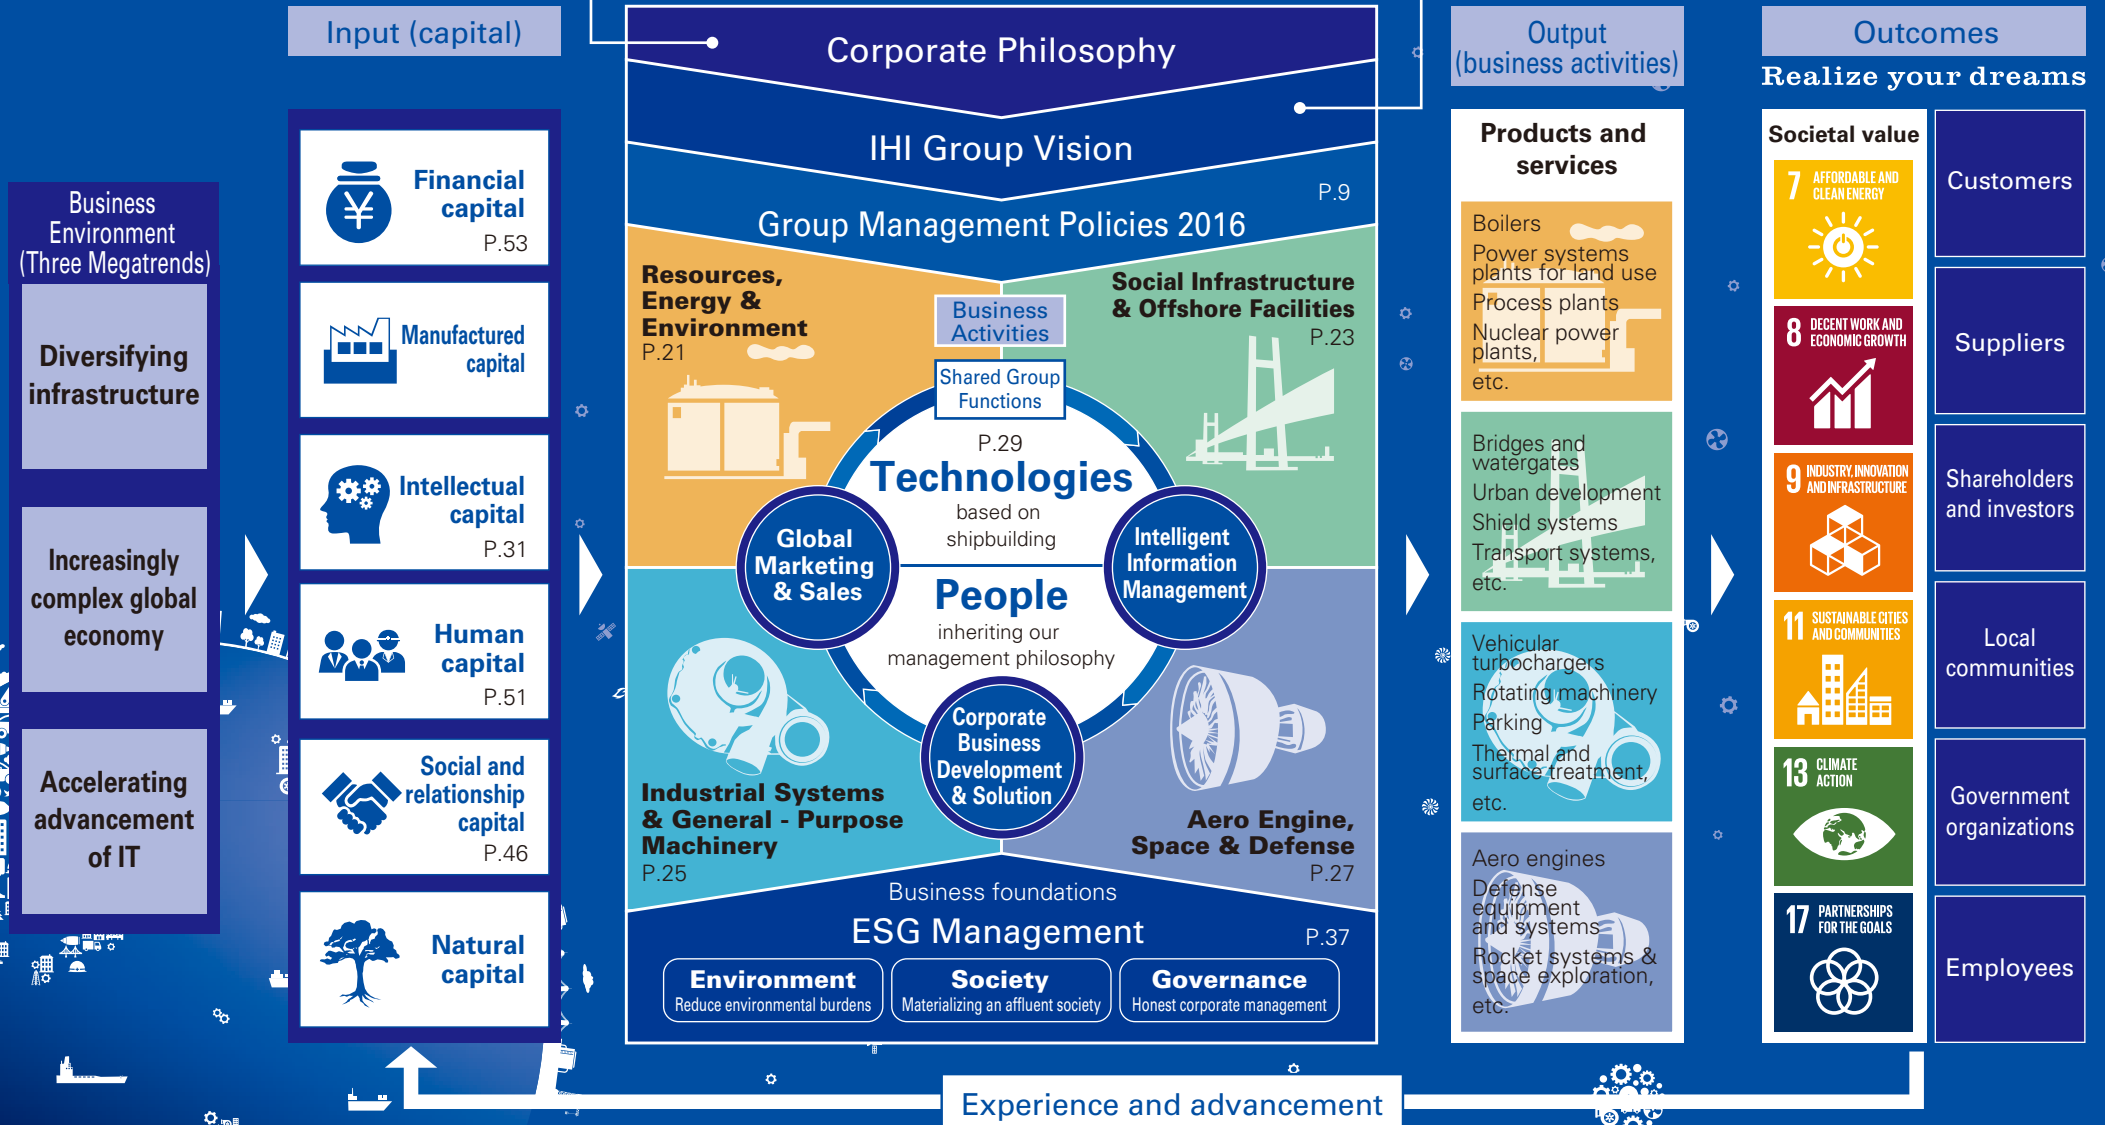 Business
Environment
(Three Megatrends)
Diversifying
infrastructure
Increasingly
complex global
economy
Accelerating
advancement
of IT
Input (capital)
Financial
capital
P.53
¥
Manufactured
capital
Intellectual
capital
P.31
Human
capital
P.51
Social and
relationship
capital
P.46
Natural
capital
Corporate Philosophy
IHI Group Vision
P.9
Group Management Policies 2016
Resources,
Energy &
Environment
P.21
Business
Activities
Social Infrastructure
& Offshore Facilities
P.23
Shared Group
Functions
P.29
Technologies
based on
shipbuilding
Global
Marketing
& Sales
Intelligent
Information
Management
People
inheriting our
management philosophy
Corporate
Business
Development
& Solution
Industrial Systems
& General - Purpose
Machinery
P.25
Aero Engine,
Space & Defense
P.27
Business foundations
ESG Management
P.37
Environment
Reduce environmental burdens
Society
Materializing an affluent society
Governance
Honest corporate management
Output
(business activities)
Products and
services
Boilers
Power systems
plants for land use
Process plants
Nuclear power
plants,
etc.
Bridges and
watergates
Urban development
Shield systems
Transport systems,
etc.
Vehicular
turbochargers
Rotating machinery
Parking
Thermal and
surface treatment,
etc.
Aero engines
Defense
equipment
and systems
Rocket systems &
space exploration,
etc.
Outcomes
Realize your dreams
Societal value
7 AFFORDABLE AND
CLEAN ENERGY
8 DECENT WORK AND
ECONOMIC GROWTH
9 INDUSTRY, INNOVATION
AND INFRASTRUCTURE
11 SUSTAINABLE CITIES
AND COMMUNITIES
13 CLIMATE
ACTION
17 PARTNERSHIPS
FOR THE GOALS
Customers
Suppliers
Shareholders
and investors
Local
communities
Government
organizations
Employees
Experience and advancement